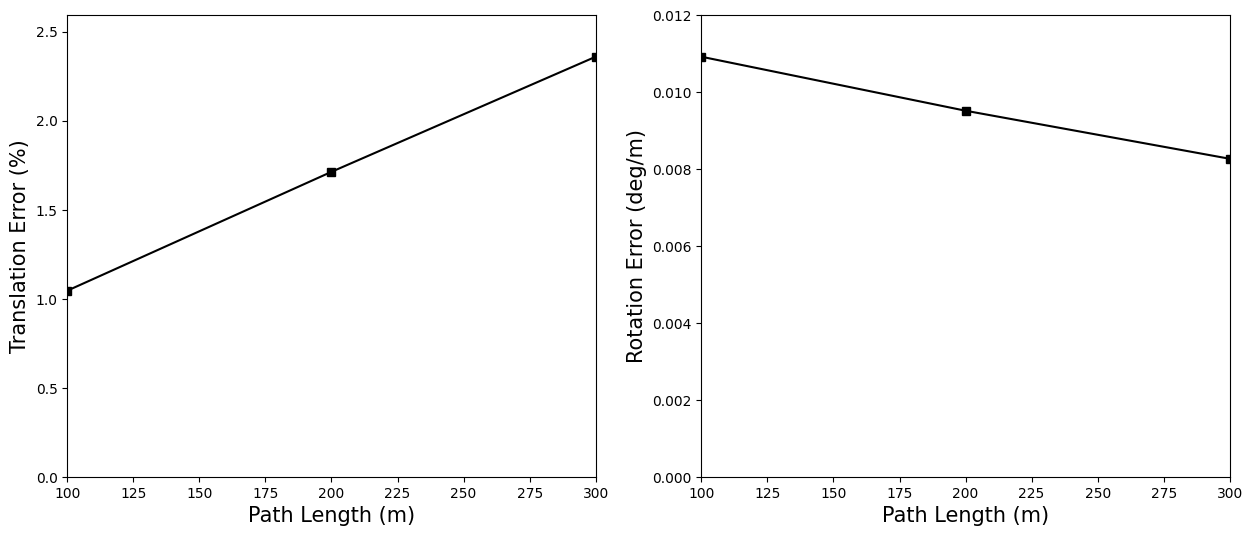 Translation Error (%)
2.5
2.0
1.5
1.0
0.5
0.0
100 125 150 175 200 225 250 275 300
Path Length (m)
Rotation Error (deg/m)
0.012
0.010
0.008
0.006
0.004
0.002
0.000
100 125 150 175 200 225 250 275 300
Path Length (m)